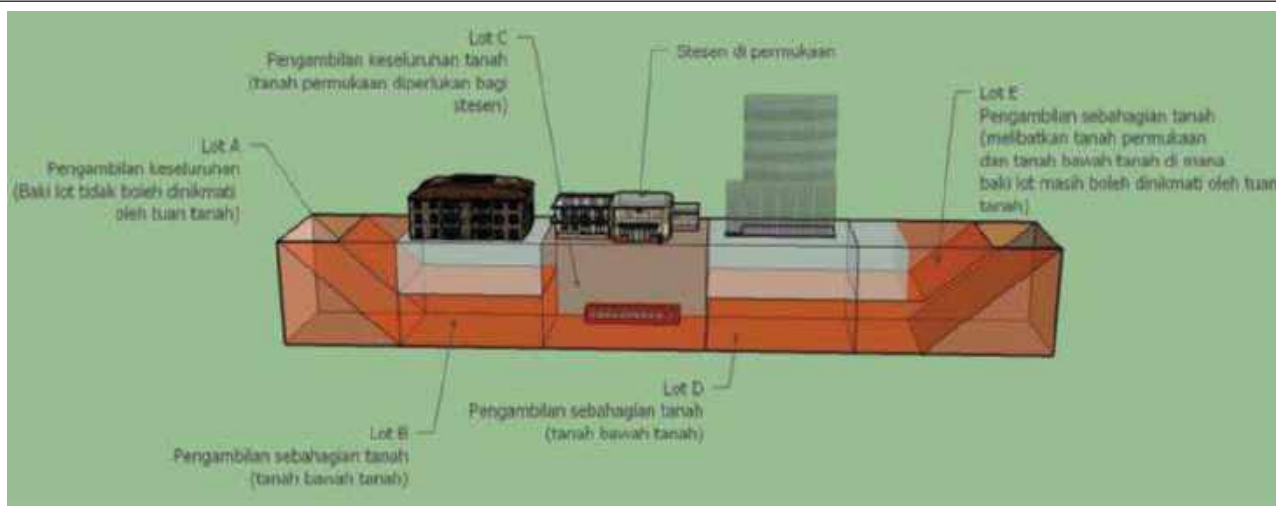 Lot C
Pengambilan keseluruhan tanah
(tanah permukaan diperlukan bagi
stesen)
Stesen di permukaan
Lot E
Pengambilan sebahagian tanah
(melibatkan tanah permukaan
dan tanah bawah tanah di mana
baki lot masih boleh dinikmati oleh tuan
tanah)
Lot A
Pengambilan keseluruhan
(Baki lot tidak boleh dinikmati
oleh tuan tanah)
Lot D
Pengambilan sebahagian tanah
(tanah bawah tanah)
Lot B
Pengambilan sebahagian tanah
(tanah bawah tanah)